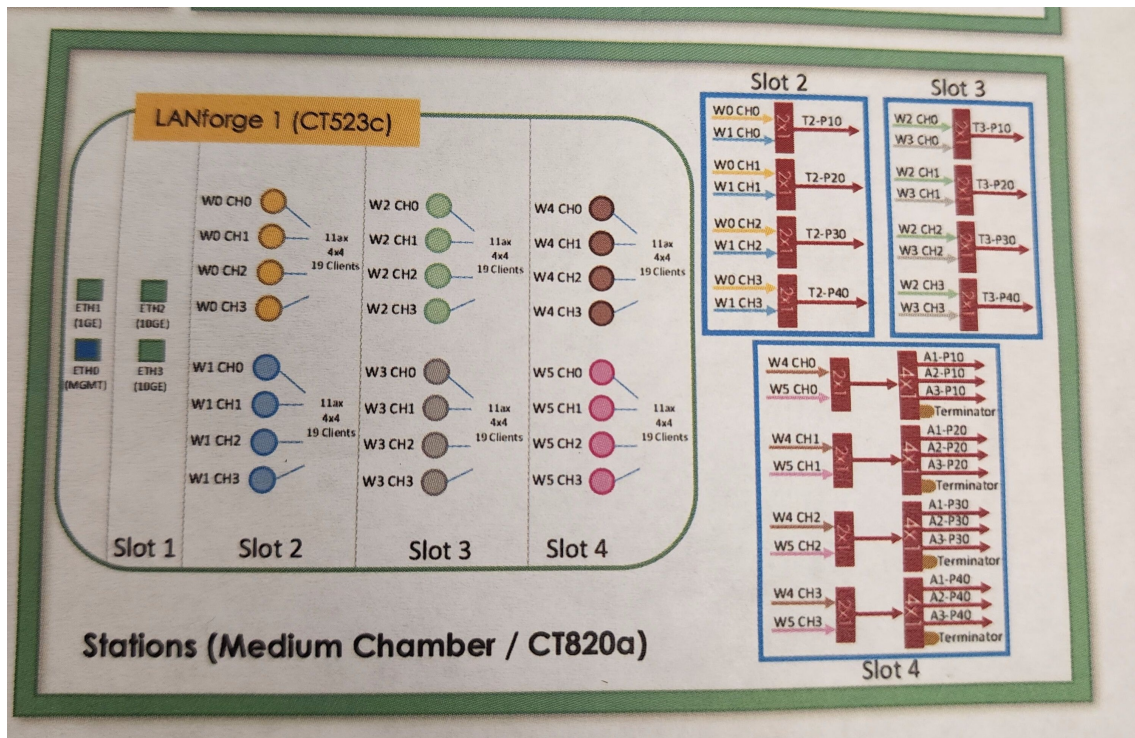 LANforge 1 (CT523c)
ETH1
(1GE)
ETH2
(10GE)
ETH0
(MGMT)
ETH3
(10GE)
Slot 1
W0 CH0
W0 CH1
W0 CH2
W0 CH3
11ax
4x4
19 Clients
W1 CH0
W1 CH1
W1 CH2
W1 CH3
11ax
4x4
19 Clients
Slot 2
W2 CH0
W2 CH1
W2 CH2
W2 CH3
11ax
4x4
19 Clients
W3 CH0
W3 CH1
W3 CH2
W3 CH3
11ax
4x4
19 Clients
Slot 3
W4 CH0
W4 CH1
W4 CH2
W4 CH3
11ax
4x4
19 Clients
W5 CH0
W5 CH1
W5 CH2
W5 CH3
11ax
4x4
19 Clients
Slot 4
Stations (Medium Chamber / CT820a)
Slot 2
W0 CH0
W1 CH0
2x1
T2-P10
W0 CH1
W1 CH1
2x1
T2-P20
W0 CH2
W1 CH2
2x1
T2-P30
W0 CH3
W1 CH3
2x1
T2-P40
Slot 3
W2 CH0
W3 CH0
2x1
T3-P10
W2 CH1
W3 CH1
2x1
T3-P20
W2 CH2
W3 CH2
2x1
T3-P30
W2 CH3
W3 CH3
2x1
T3-P40
W4 CH0
W5 CH0
2x1
4x1
A1-P10
A2-P10
A3-P10
Terminator
W4 CH1
W5 CH1
2x1
4x1
A1-P20
A2-P20
A3-P20
Terminator
W4 CH2
W5 CH2
2x1
4x1
A1-P30
A2-P30
A3-P30
Terminator
W4 CH3
W5 CH3
2x1
4x1
A1-P40
A2-P40
A3-P40
Terminator
Slot 4